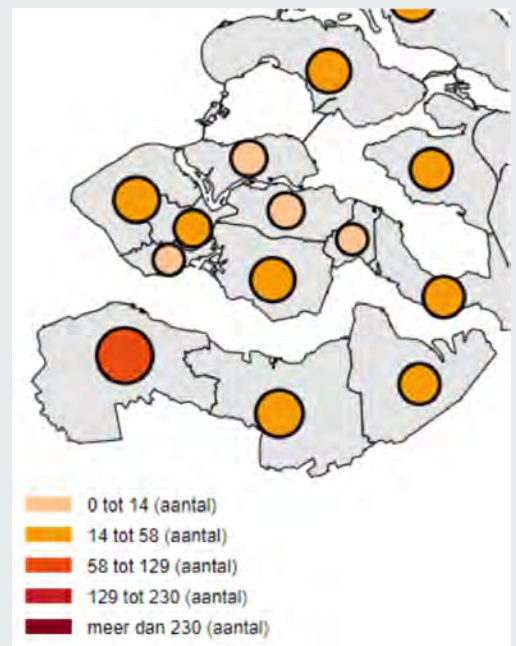 0 tot 14 (aantal)
14 tot 58 (aantal)
58 tot 129 (aantal)
129 tot 230 (aantal)
meer dan 230 (aantal)